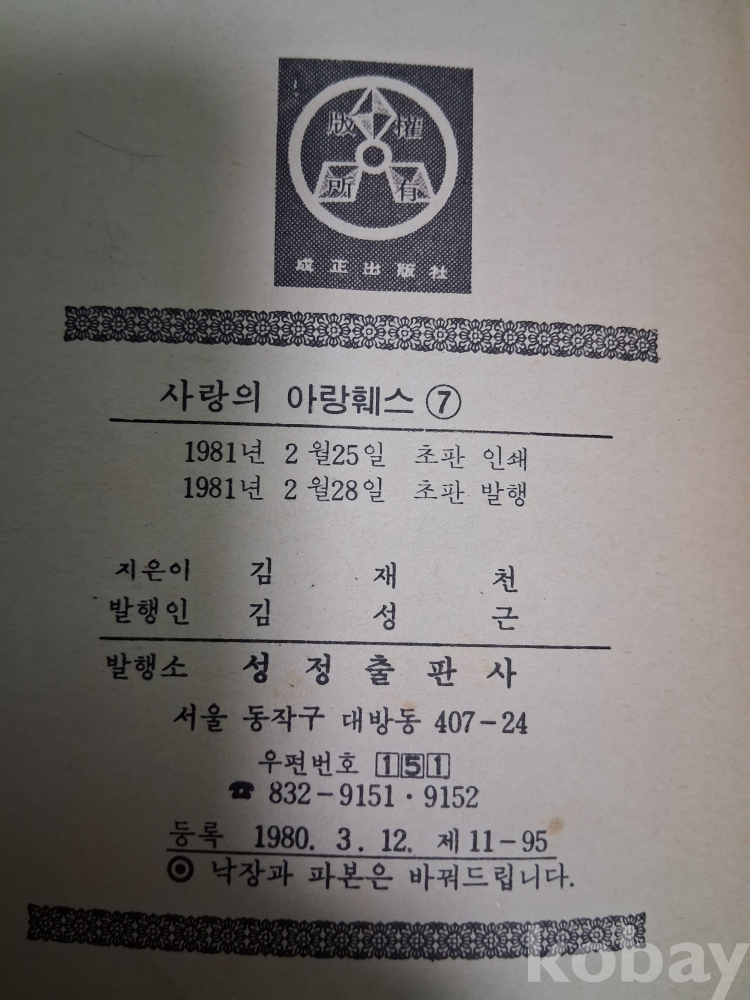 版權
所有
成正出版社
사랑의 아랑훼스 ⑦
1981년 2월25일 초판 인쇄
1981년 2월28일 초판 발행
지은이 김 재 천
발행인 김 성 근
발행소 성 정 출 판 사
서울 동작구 대방동 407-24
우편번호 151
☎ 832-9151·9152
등록 1980. 3. 12. 제11-95
◉ 낙장과 파본은 바꿔드립니다.
kobay